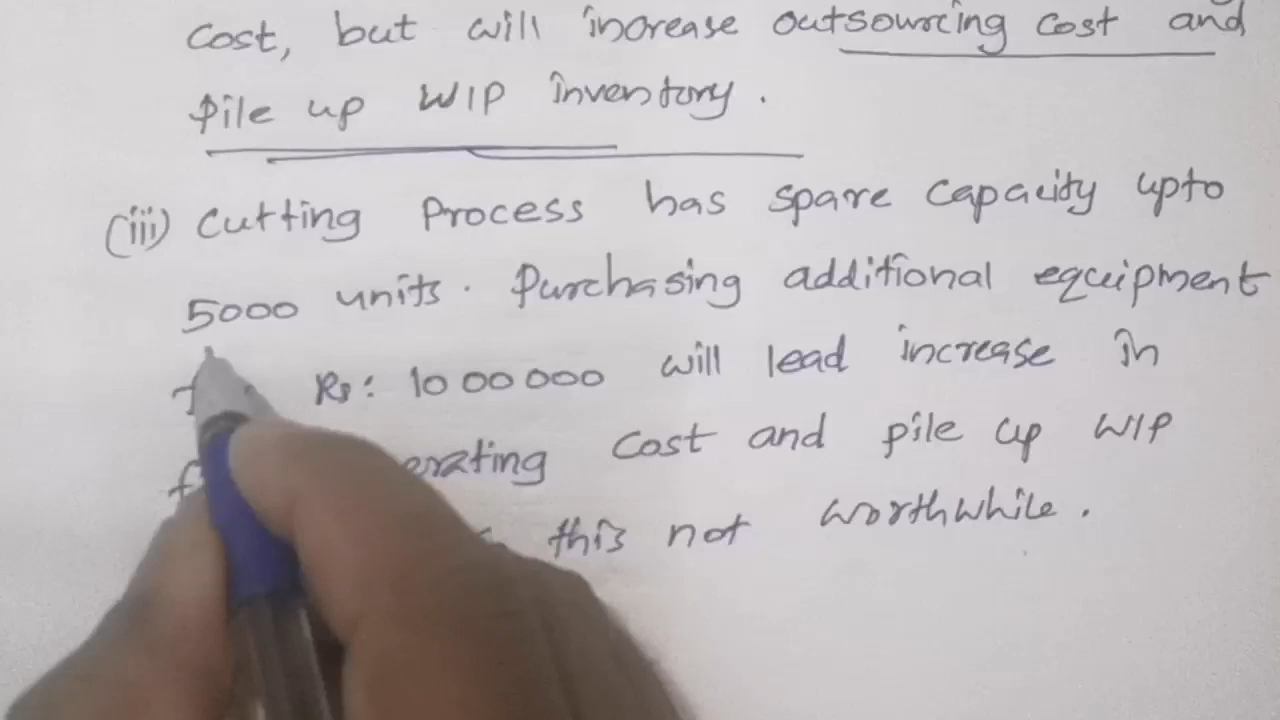 cost, but will increase outsourcing cost and
pile up WIP inventory.
(iii) Cutting Process has spare capacity upto
5000 units. Purchasing additional equipment
Rs: 1000000 will lead increase in
cost and pile up WIP
this not worthwhile.